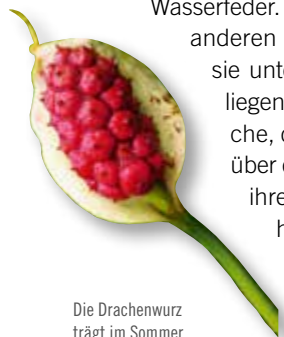 Wasserfeder.
anderen
sie unte
liegen
che, d
über d
ihre
h
Die Drachenwurz
trägt im Sommer